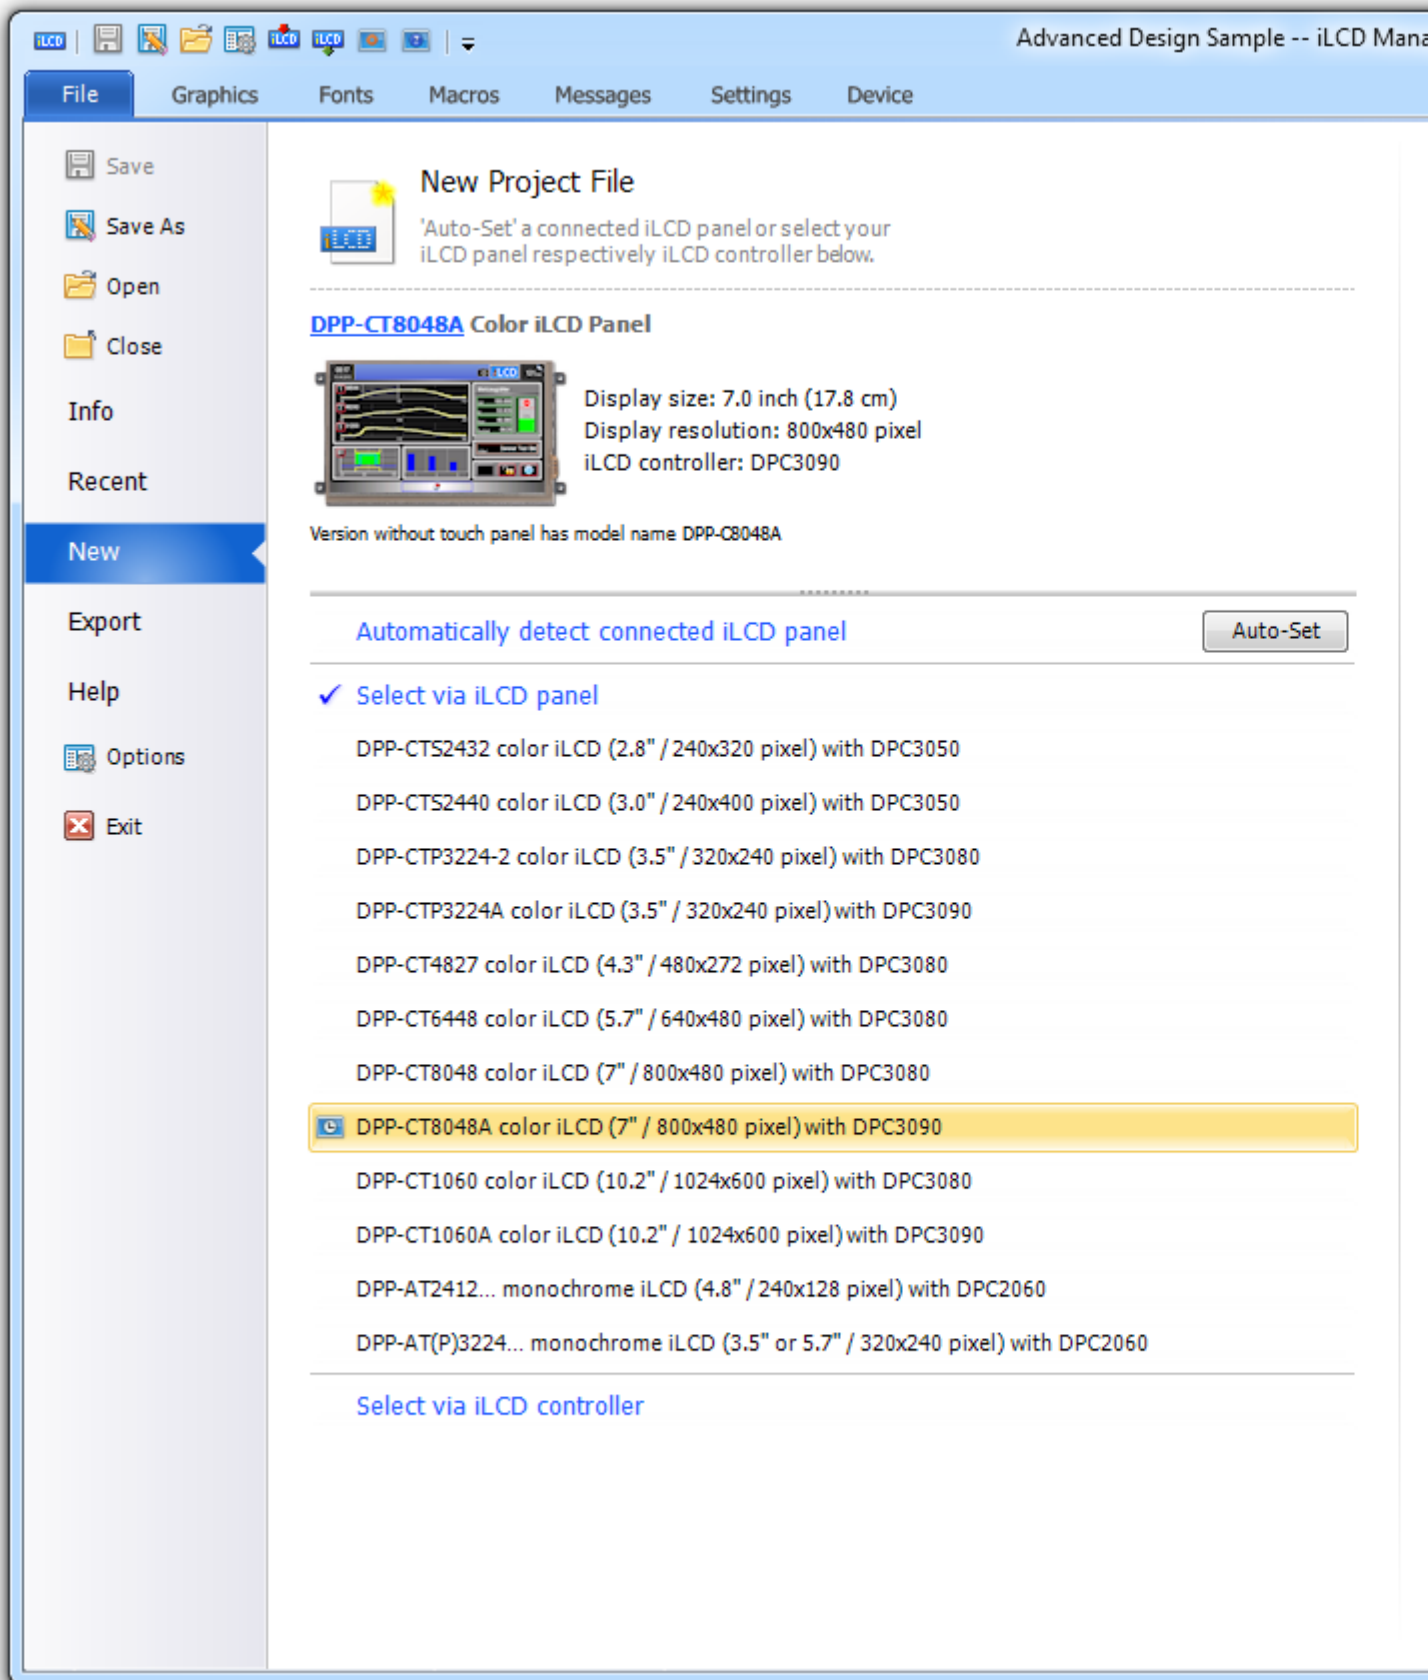 iLCD iLCD iLCD Advanced Design Sample -- iLCD Mana
File Graphics Fonts Macros Messages Settings Device
Save
Save As
Open
Close
Info
Recent
New
Export
Help
Options
Exit
iLCD
New Project File
'Auto-Set' a connected iLCD panel or select your
iLCD panel respectively iLCD controller below.
DPP-CT8048A Color iLCD Panel
iLCD
Display size: 7.0 inch (17.8 cm)
Display resolution: 800x480 pixel
iLCD controller: DPC3090
Version without touch panel has model name DPP-C8048A
Automatically detect connected iLCD panel Auto-Set
Select via iLCD panel
DPP-CTS2432 color iLCD (2.8" / 240x320 pixel) with DPC3050
DPP-CTS2440 color iLCD (3.0" / 240x400 pixel) with DPC3050
DPP-CTP3224-2 color iLCD (3.5" / 320x240 pixel) with DPC3080
DPP-CTP3224A color iLCD (3.5" / 320x240 pixel) with DPC3090
DPP-CT4827 color iLCD (4.3" / 480x272 pixel) with DPC3080
DPP-CT6448 color iLCD (5.7" / 640x480 pixel) with DPC3080
DPP-CT8048 color iLCD (7" / 800x480 pixel) with DPC3080
DPP-CT8048A color iLCD (7" / 800x480 pixel) with DPC3090
DPP-CT1060 color iLCD (10.2" / 1024x600 pixel) with DPC3080
DPP-CT1060A color iLCD (10.2" / 1024x600 pixel) with DPC3090
DPP-AT2412... monochrome iLCD (4.8" / 240x128 pixel) with DPC2060
DPP-AT(P)3224... monochrome iLCD (3.5" or 5.7" / 320x240 pixel) with DPC2060
Select via iLCD controller